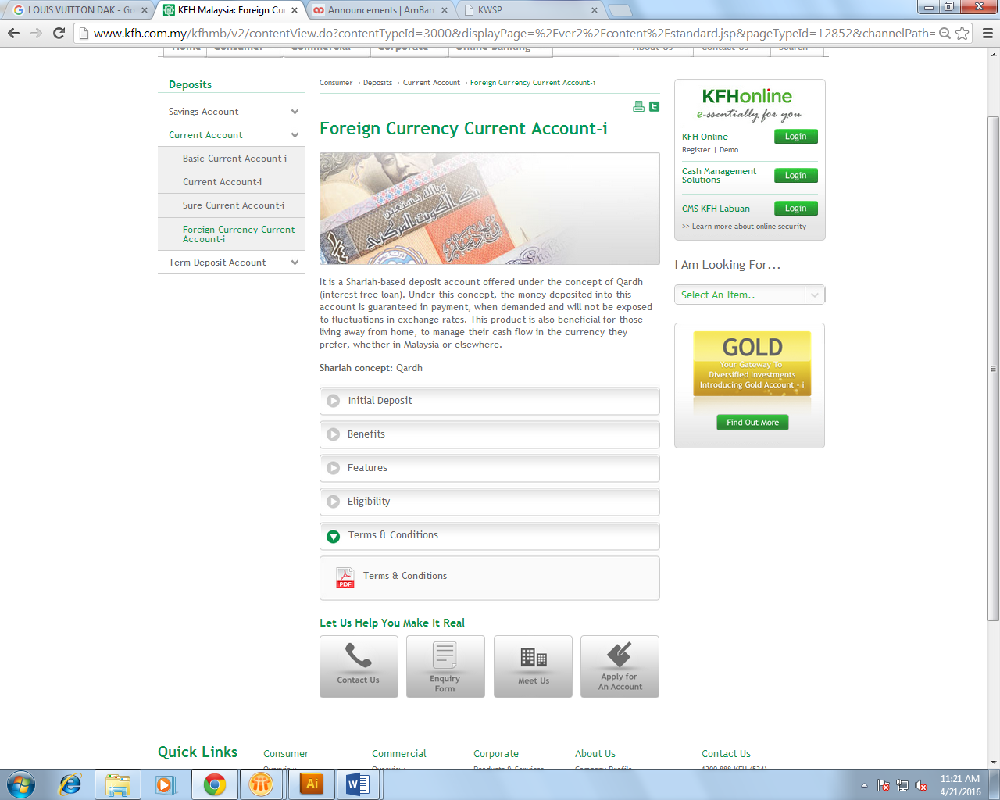 LOUIS VUITTON DAK - Go
KFH Malaysia: Foreign Cu
Announcements | AmBan
KWSP
www.kfh.com.my/kfhmb/v2/contentView.do?contentTypeId=3000&displayPage=%2Fver2%2Fcontent%2Fstandard.jsp&pageTypeId=12852&channelPath=
Home Consumer Commercial Corporate Online Banking About Us Contact Us Search
Deposits
Savings Account
Current Account
Basic Current Account-i
Current Account-i
Sure Current Account-i
Foreign Currency Current
Account-i
Term Deposit Account
Consumer Deposits Current Account Foreign Currency Current Account-i
Foreign Currency Current Account-i
It is a Shariah-based deposit account offered under the concept of Qardh
(interest-free loan). Under this concept, the money deposited into this
account is guaranteed in payment, when demanded and will not be exposed
to fluctuations in exchange rates. This product is also beneficial for those
living away from home, to manage their cash flow in the currency they
prefer, whether in Malaysia or elsewhere.
Shariah concept: Qardh
Initial Deposit
Benefits
Features
Eligibility
Terms & Conditions
PDF
Terms & Conditions
Let Us Help You Make It Real
Contact Us
Enquiry
Form
Meet Us
Apply for
An Account
KFHonline
e-ssentially for you
KFH Online
Login
Register | Demo
Cash Management
Solutions
Login
CMS KFH Labuan
Login
>> Learn more about online security
I Am Looking For...
Select An Item..
GOLD
Your Gateway To
Diversified Investments
Introducing Gold Account - i
Find Out More
Quick Links
Consumer
Commercial
Corporate
About Us
Contact Us
Overview
Overview
Products & Services
Company Profile
Ai
W
11:21 AM
4/21/2016